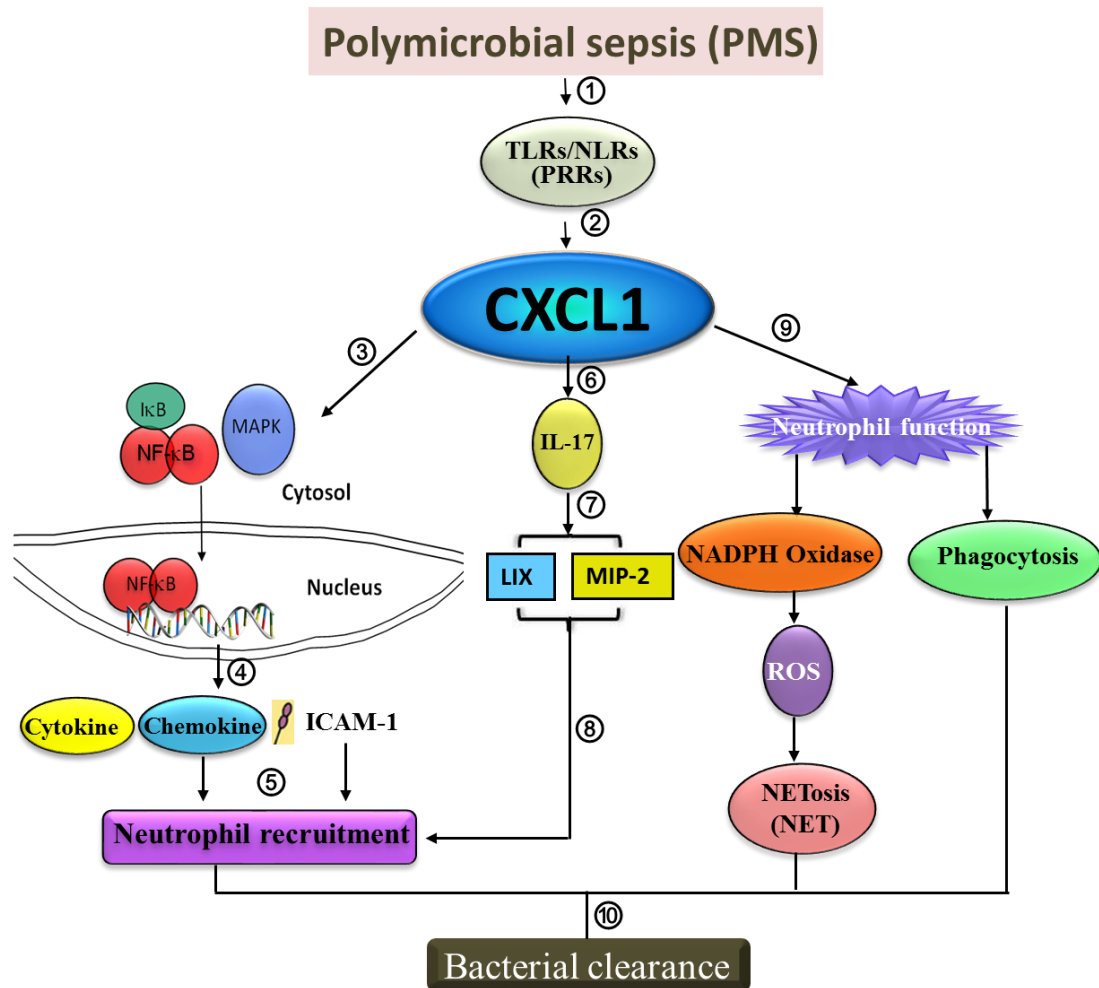 Polymicrobial sepsis (PMS)
①
TLRs/NLRs
(PRRs)
②
CXCL1
③
⑥
⑨
IκB
NF-κB
MAPK
Cytosol
IL-17
Neutrophil function
⑦
NF-κB
Nucleus
LIX
MIP-2
NADPH Oxidase
Phagocytosis
④
ROS
Cytokine
Chemokine
ICAM-1
⑧
⑤
NETosis
(NET)
Neutrophil recruitment
⑩
Bacterial clearance